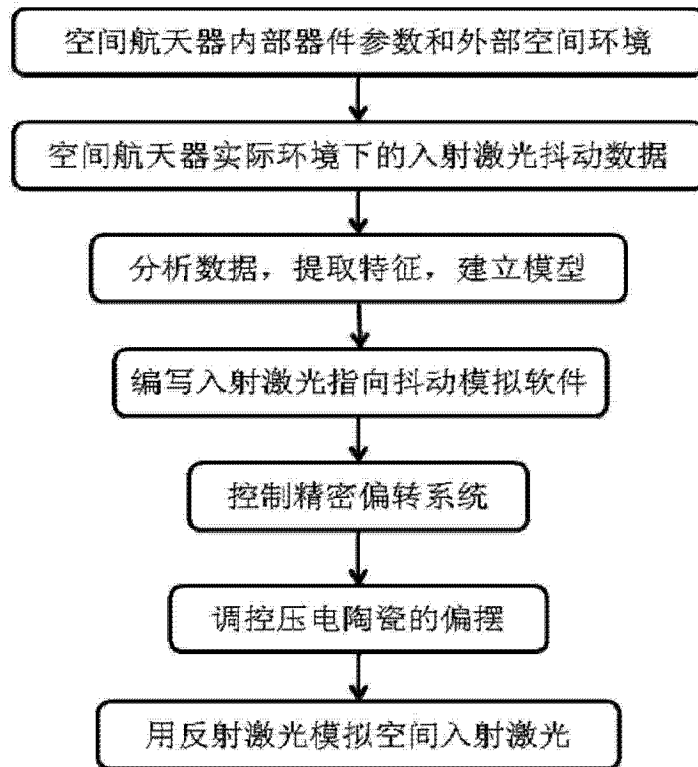 空间航天器内部器件参数和外部空间环境
空间航天器实际环境下的入射激光抖动数据
分析数据，提取特征，建立模型
编写入射激光指向抖动模拟软件
控制精密偏转系统
调控压电陶瓷的偏摆
用反射激光模拟空间入射激光